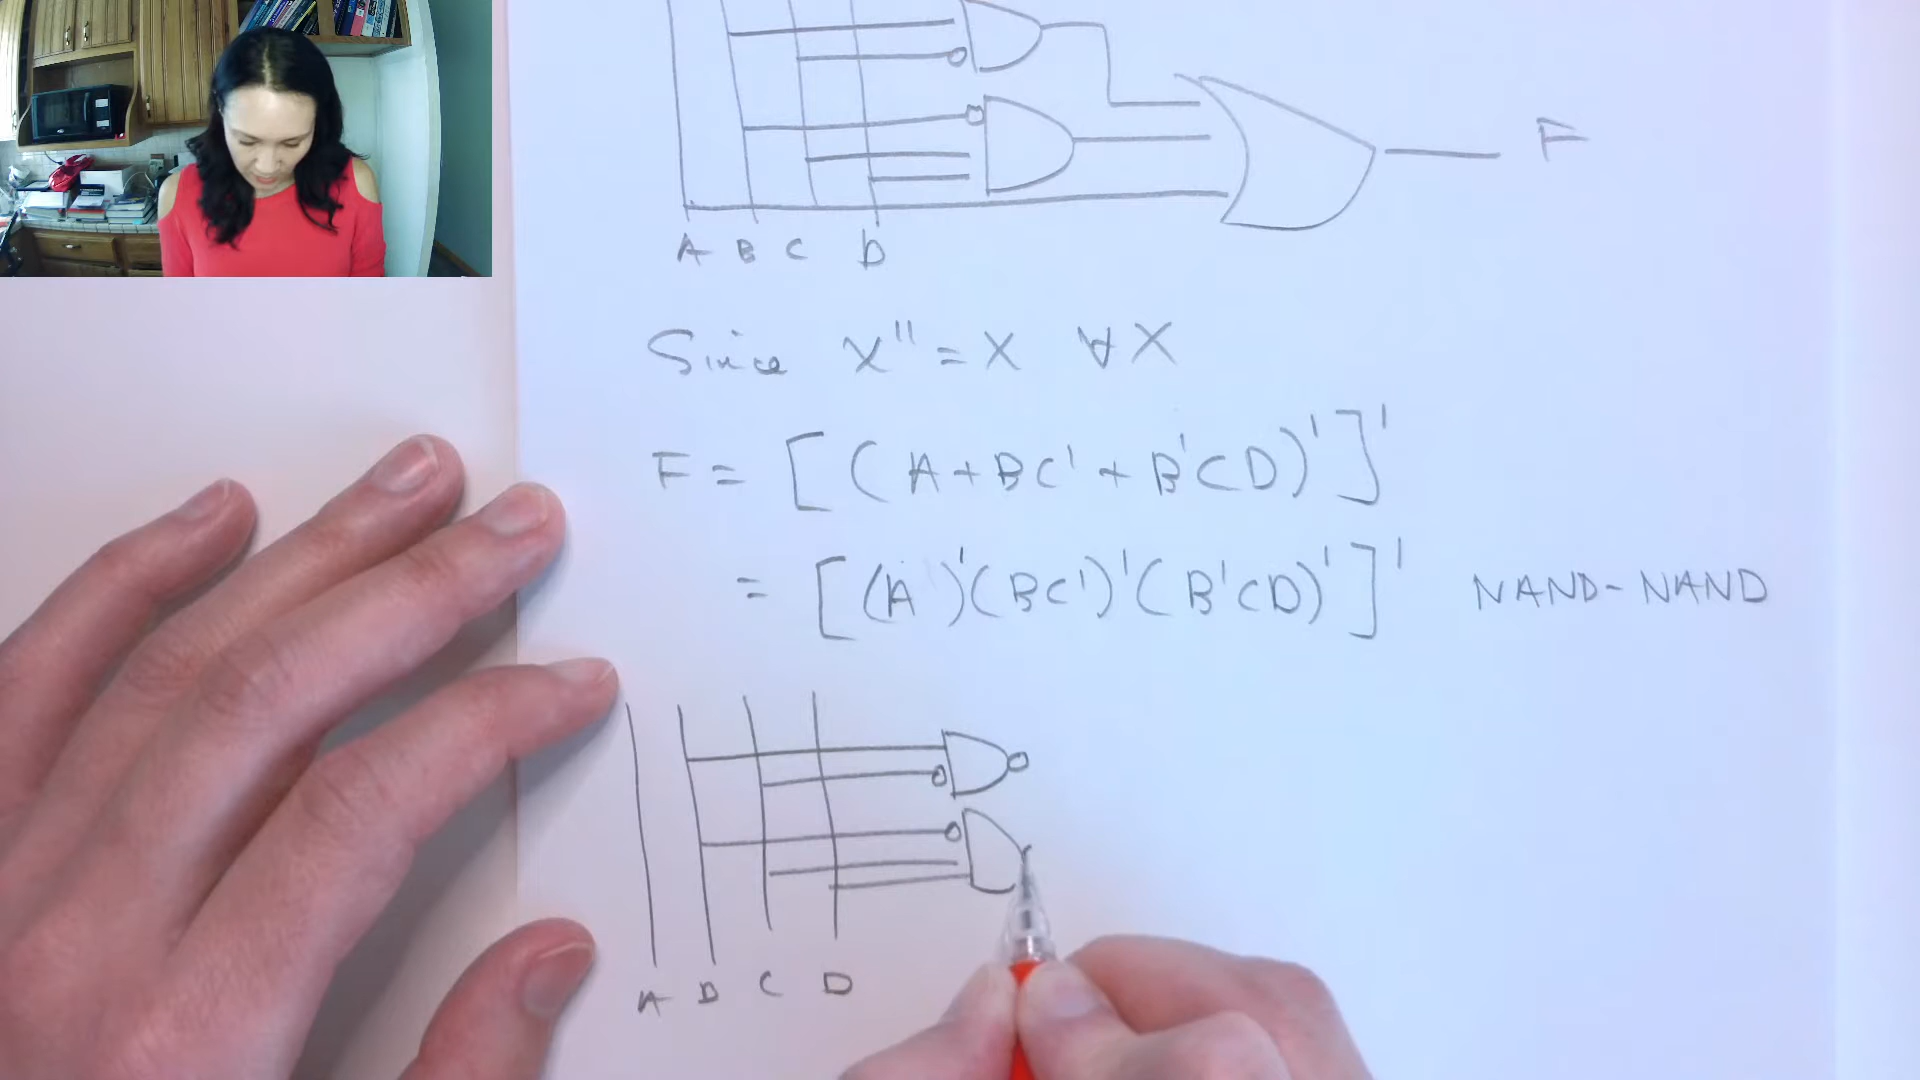 F
A B C D
Since X'' = X ∀X
F = [(A+BC'+B'CD)']'
= [(A)'(BC')'(B'CD)']' NAND-NAND
A B C D